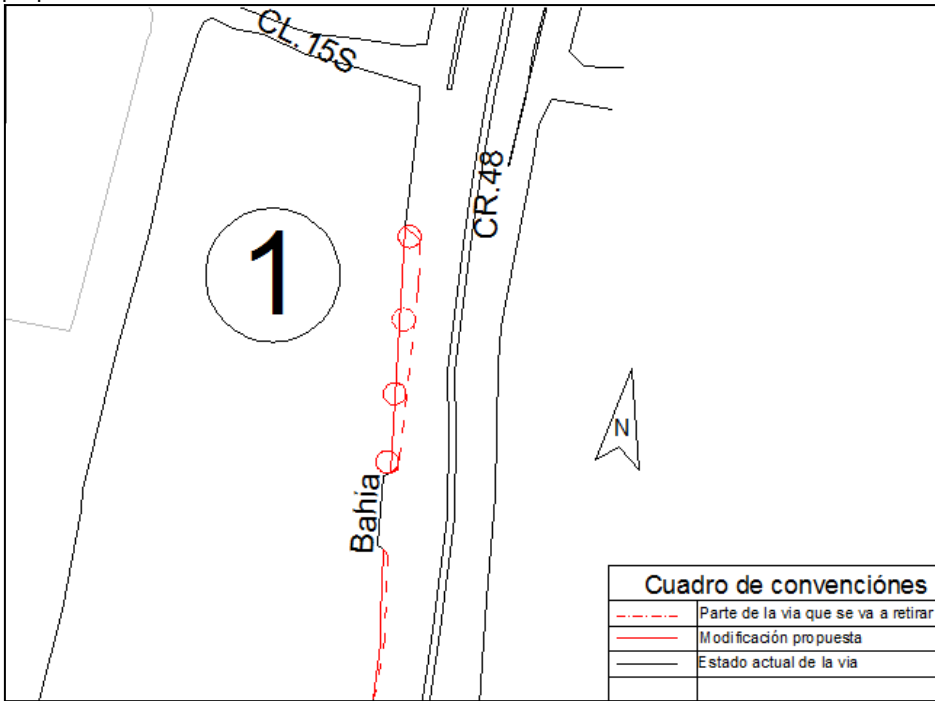 CL. 15S
CR.48
1
N
Bahía
Cuadro de convenciónes
Parte de la via que se va a retirar
Modificación propuesta
Estado actual de la via